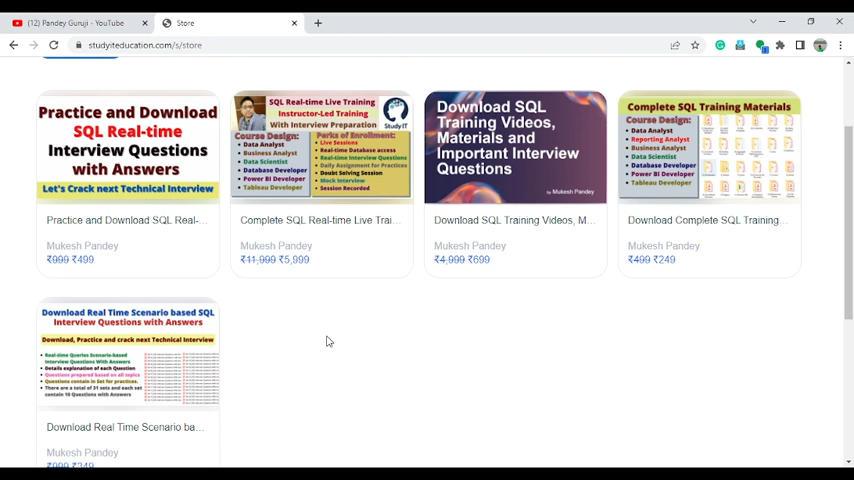 (12) Pandey Guruji - YouTube
Store
studyiteducation.com/s/store
Practice and Download
SQL Real-time
Interview Questions
with Answers
Let's Crack next Technical Interview
Practice and Download SQL Real-...
Mukesh Pandey
₹999 ₹499
SQL Real-time Live Training
Instructor-Led Training
With Interview Preparation
Study IT
Course Design:
• Data Analyst
• Business Analyst
• Data Scientist
• Database Developer
• Power BI Developer
• Tableau Developer
Perks of Enrollment:
• Live Sessions
• Real-time Database access
• Real-time Interview Questions
• Daily Assignment for Practices
• Doubt Solving Session
• Mock Interview
• Session Recorded
Complete SQL Real-time Live Trai...
Mukesh Pandey
₹11,999 ₹5,999
Download SQL
Training Videos,
Materials and
Important Interview
Questions
by Mukesh Pandey
Download SQL Training Videos, M...
Mukesh Pandey
₹4,999 ₹699
Complete SQL Training Materials
Course Design:
• Data Analyst
• Reporting Analyst
• Business Analyst
• Data Scientist
• Database Developer
• Power BI Developer
• Tableau Developer
Download Complete SQL Training...
Mukesh Pandey
₹499 ₹249
Download Real Time Scenario based SQL
Interview Questions with Answers
Download, Practice and crack next Technical Interview
• Real-time Queries Scenario-based
Interview Questions With Answers
• Details explanation of each Question
• Questions prepared based on all topics
• Questions contain in Set for practices.
• There are a total of 31 sets and each set
contain 10 Questions with Answers
Download Real Time Scenario ba...
Mukesh Pandey
₹999 ₹349